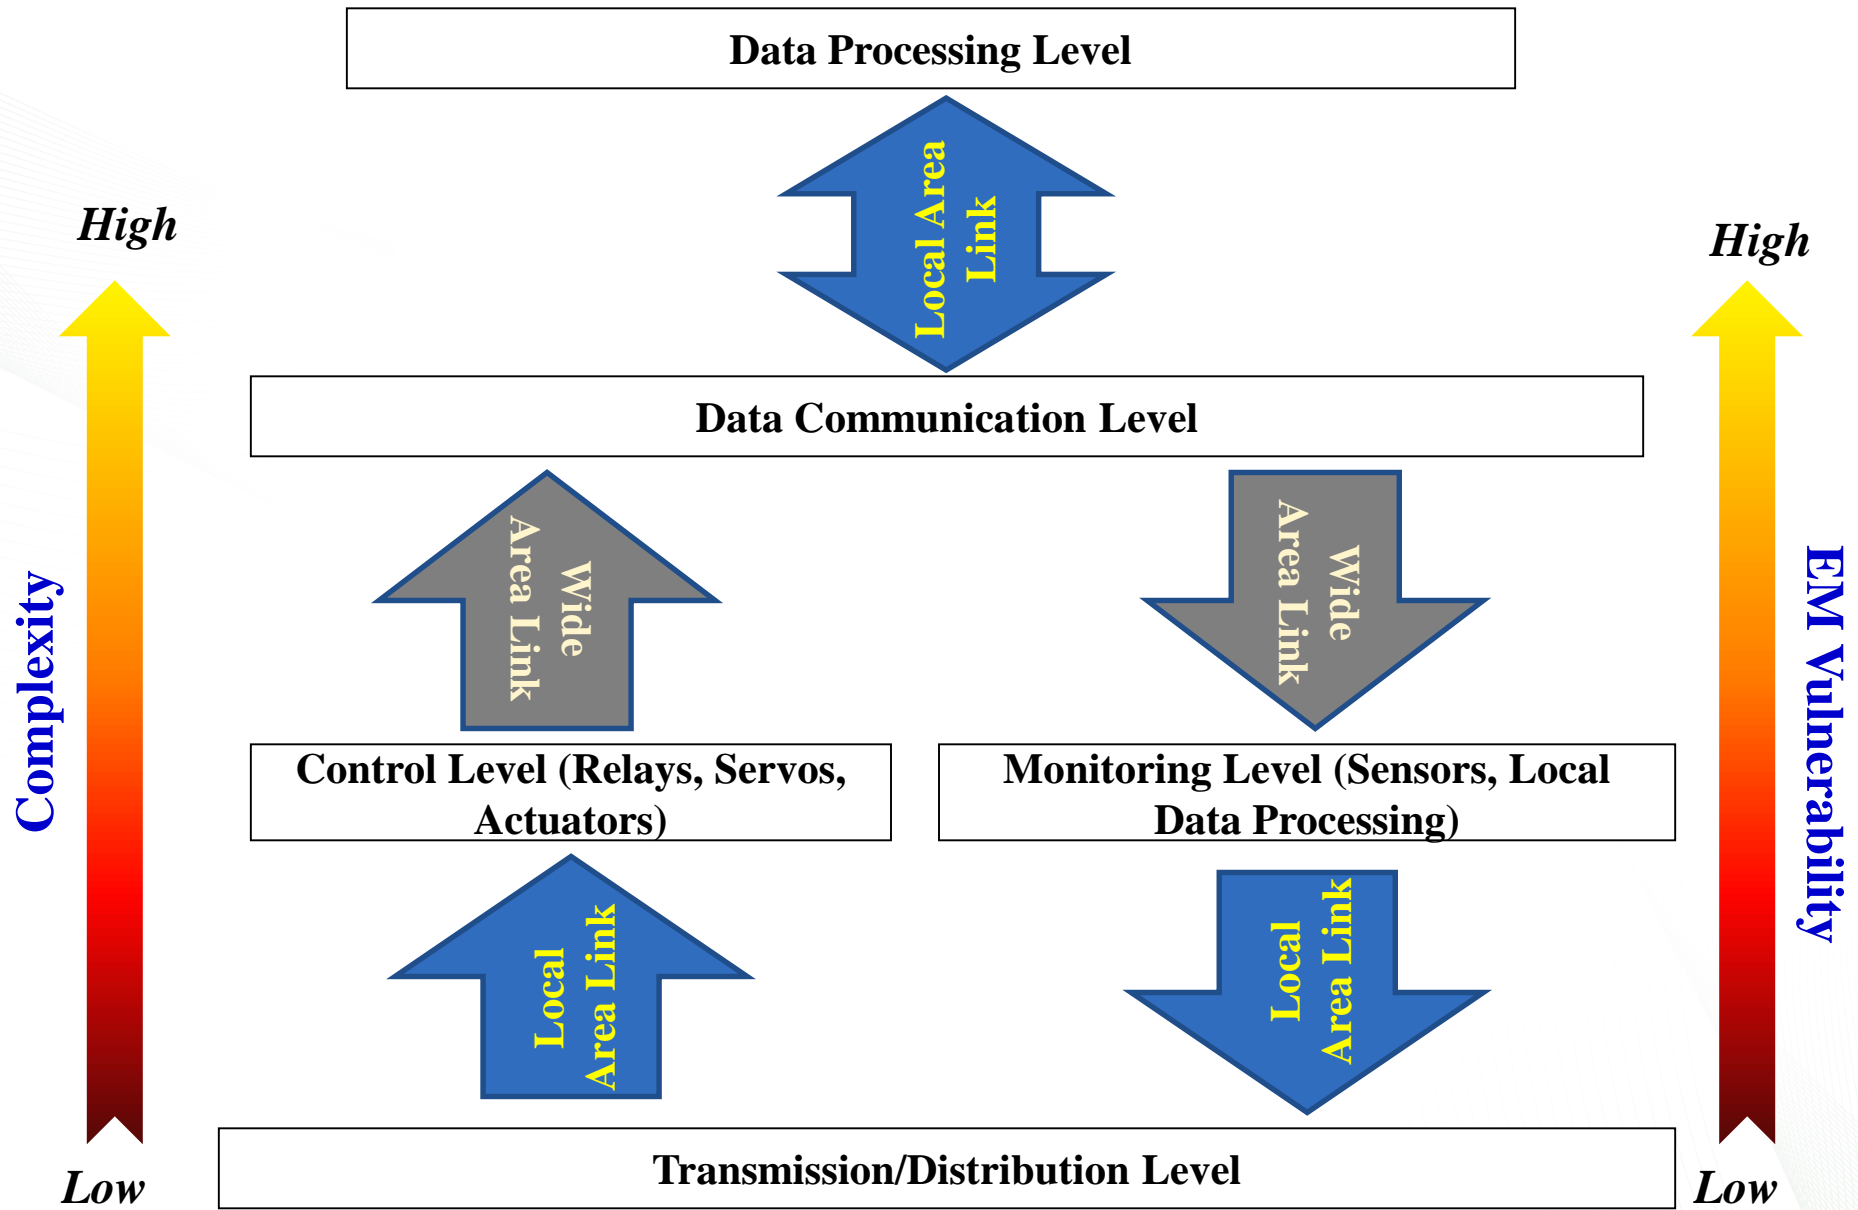 Data Processing Level
Local Area
Link
High
High
Data Communication Level
Wide
Area Link
Wide
Area Link
Complexity
EM Vulnerability
Control Level (Relays, Servos,
Actuators)
Monitoring Level (Sensors, Local
Data Processing)
Local
Area Link
Local
Area Link
Transmission/Distribution Level
Low
Low